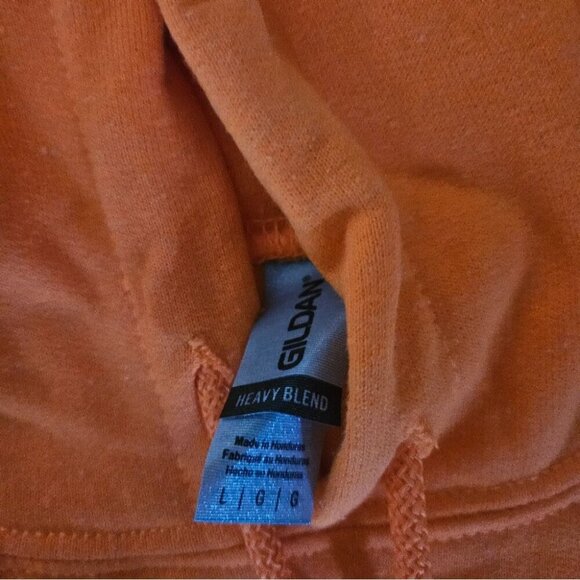 GILDAN®
HEAVY BLEND
Made in Honduras
Fabriqué au Honduras
Hecho en Honduras
L | G | G